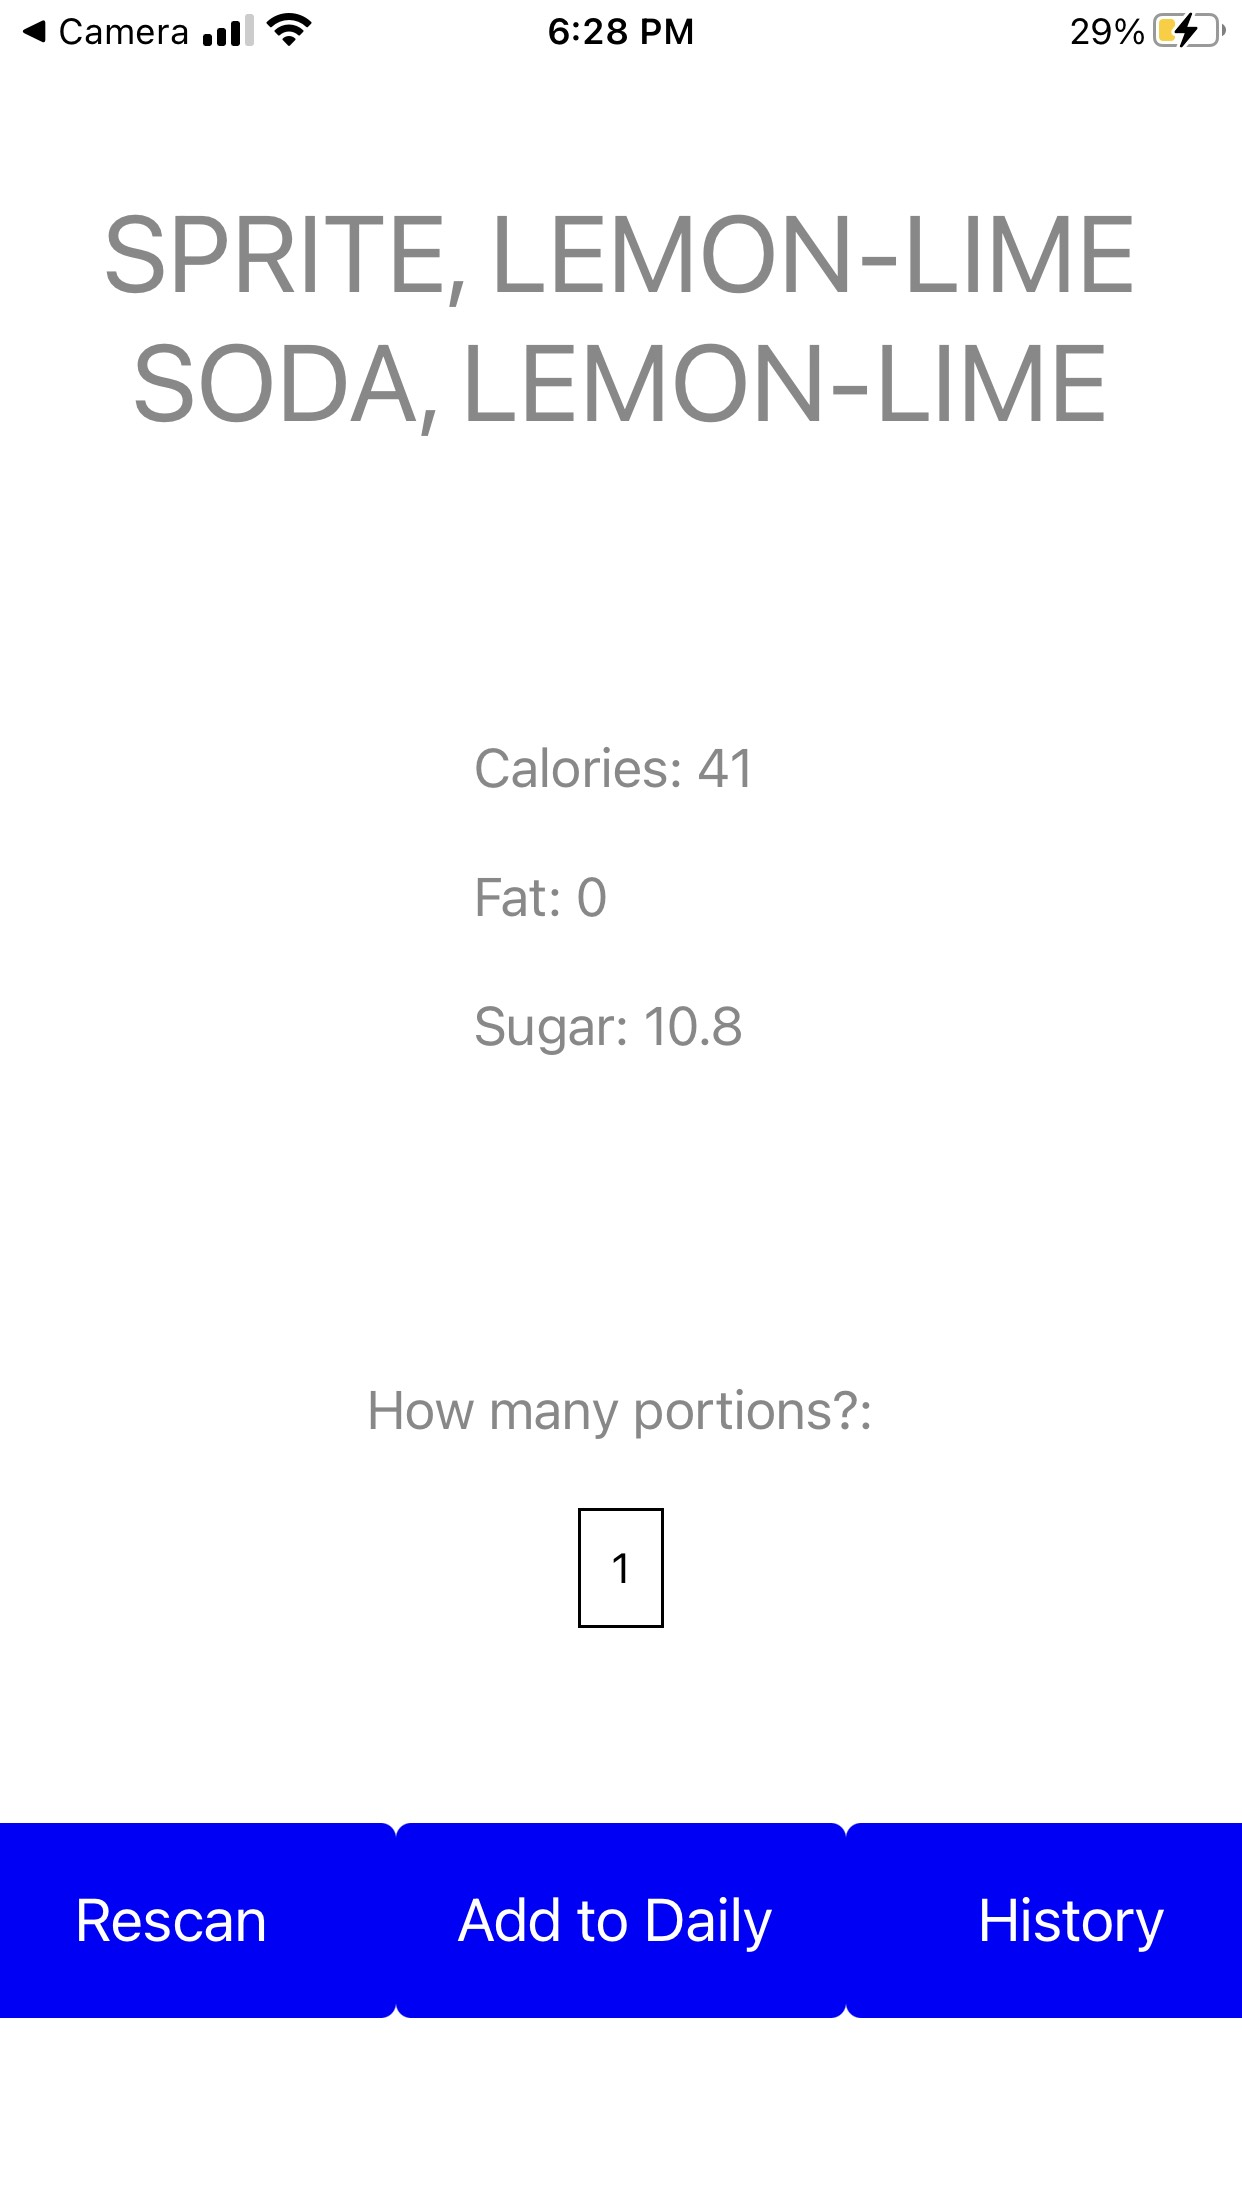 Camera 6:28 PM 29%
SPRITE, LEMON-LIME
SODA, LEMON-LIME
Calories: 41
Fat: 0
Sugar: 10.8
How many portions?:
1
Rescan Add to Daily History